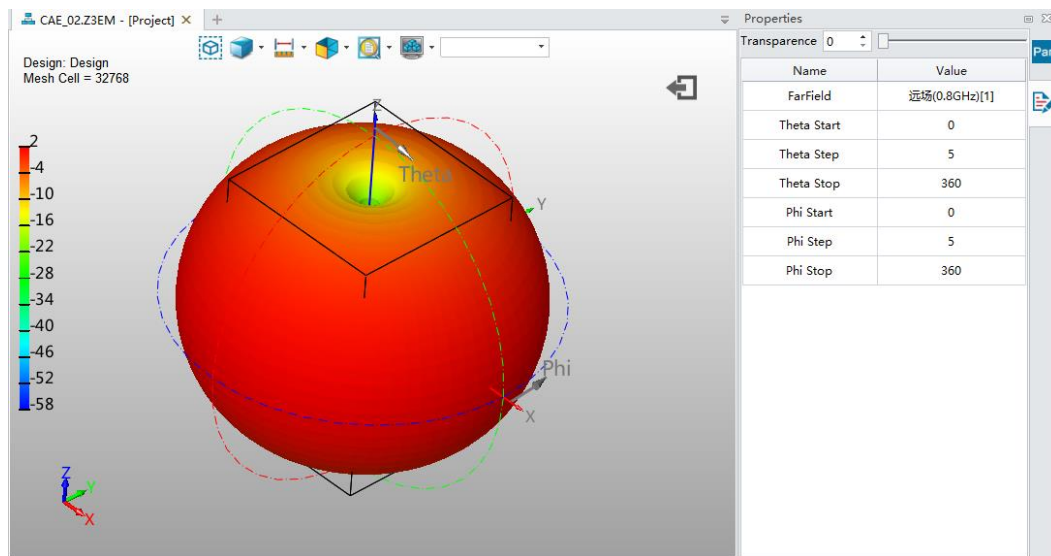 CAE_02.Z3EM - [Project]
Properties
Transparence 0
Par
Design: Design
Mesh Cell = 32768
Name Value
FarField 远场(0.8GHz)[1]
Theta Start 0
Theta Step 5
Theta Stop 360
Phi Start 0
Phi Step 5
Phi Stop 360
2
-4
-10
-16
-22
-28
-34
-40
-46
-52
-58
Z
Theta
Y
Phi
X
Z
Y
X